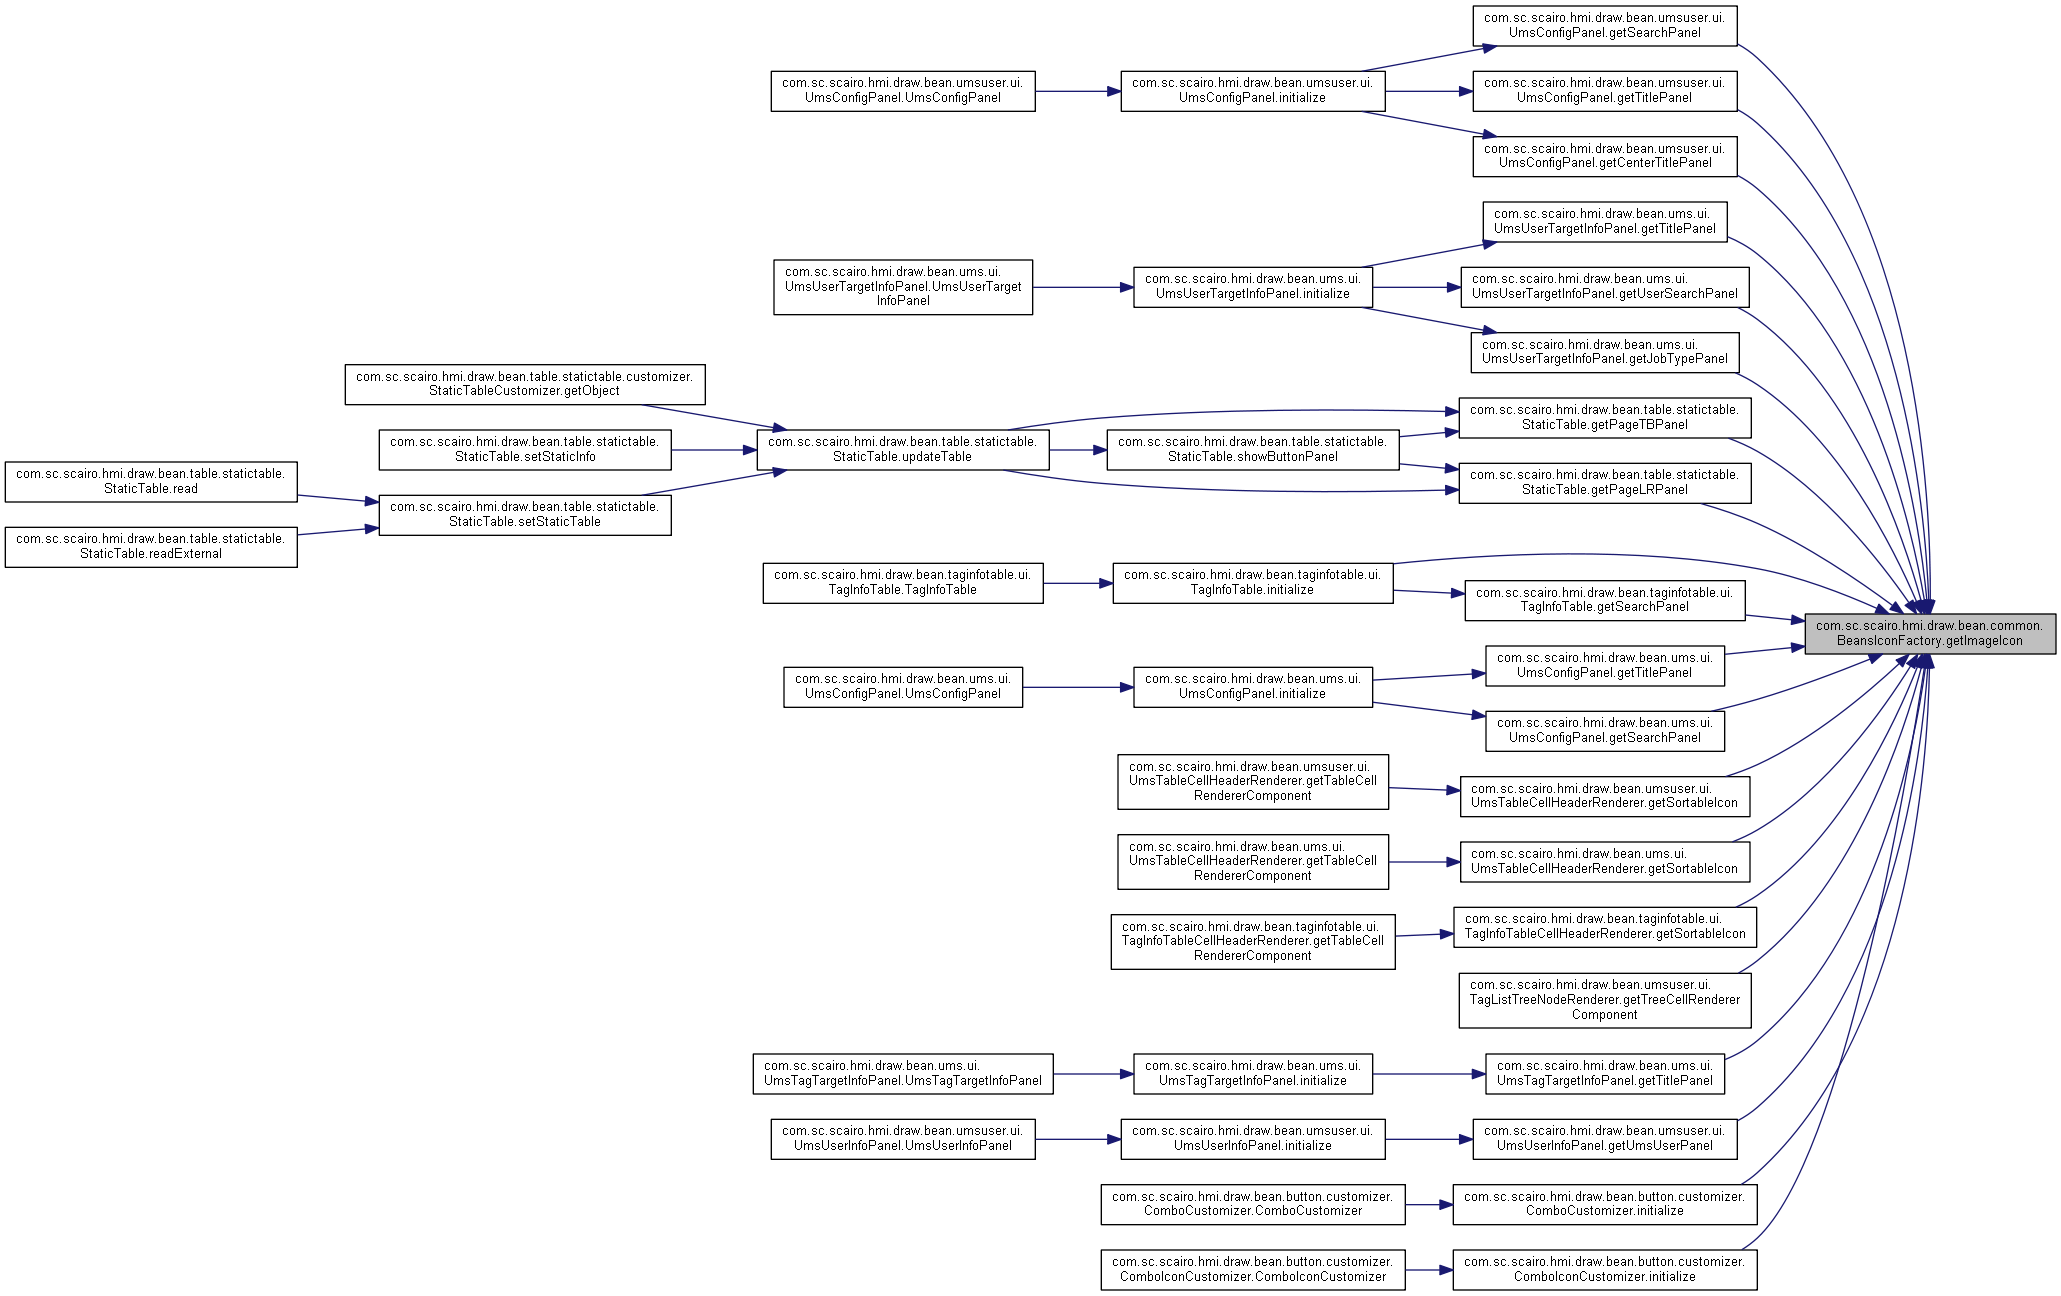 com.sc.scairo.hmi.draw.bean.umsuser.ui.
UmsConfigPanel.getSearchPanel
com.sc.scairo.hmi.draw.bean.umsuser.ui.
UmsConfigPanel.UmsConfigPanel
com.sc.scairo.hmi.draw.bean.umsuser.ui.
UmsConfigPanel.initialize
com.sc.scairo.hmi.draw.bean.umsuser.ui.
UmsConfigPanel.getTitlePanel
com.sc.scairo.hmi.draw.bean.umsuser.ui.
UmsConfigPanel.getCenterTitlePanel
com.sc.scairo.hmi.draw.bean.ums.ui.
UmsUserTargetInfoPanel.getTitlePanel
com.sc.scairo.hmi.draw.bean.ums.ui.
UmsUserTargetInfoPanel.UmsUserTarget
InfoPanel
com.sc.scairo.hmi.draw.bean.ums.ui.
UmsUserTargetInfoPanel.initialize
com.sc.scairo.hmi.draw.bean.ums.ui.
UmsUserTargetInfoPanel.getUserSearchPanel
com.sc.scairo.hmi.draw.bean.ums.ui.
UmsUserTargetInfoPanel.getJobTypePanel
com.sc.scairo.hmi.draw.bean.table.statictable.customizer.
StaticTableCustomizer.getObject
com.sc.scairo.hmi.draw.bean.table.statictable.
StaticTable.getPageTBPanel
com.sc.scairo.hmi.draw.bean.table.statictable.
StaticTable.setStaticInfo
com.sc.scairo.hmi.draw.bean.table.statictable.
StaticTable.updateTable
com.sc.scairo.hmi.draw.bean.table.statictable.
StaticTable.showButtonPanel
com.sc.scairo.hmi.draw.bean.table.statictable.
StaticTable.read
com.sc.scairo.hmi.draw.bean.table.statictable.
StaticTable.getPageLRPanel
com.sc.scairo.hmi.draw.bean.table.statictable.
StaticTable.setStaticTable
com.sc.scairo.hmi.draw.bean.table.statictable.
StaticTable.readExternal
com.sc.scairo.hmi.draw.bean.taginfotable.ui.
TagInfoTable.TagInfoTable
com.sc.scairo.hmi.draw.bean.taginfotable.ui.
TagInfoTable.initialize
com.sc.scairo.hmi.draw.bean.taginfotable.ui.
TagInfoTable.getSearchPanel
com.sc.scairo.hmi.draw.bean.common.
BeansIconFactory.getImageIcon
com.sc.scairo.hmi.draw.bean.ums.ui.
UmsConfigPanel.getTitlePanel
com.sc.scairo.hmi.draw.bean.ums.ui.
UmsConfigPanel.UmsConfigPanel
com.sc.scairo.hmi.draw.bean.ums.ui.
UmsConfigPanel.initialize
com.sc.scairo.hmi.draw.bean.ums.ui.
UmsConfigPanel.getSearchPanel
com.sc.scairo.hmi.draw.bean.umsuser.ui.
UmsTableCellHeaderRenderer.getTableCell
RendererComponent
com.sc.scairo.hmi.draw.bean.umsuser.ui.
UmsTableCellHeaderRenderer.getSortableIcon
com.sc.scairo.hmi.draw.bean.ums.ui.
UmsTableCellHeaderRenderer.getTableCell
RendererComponent
com.sc.scairo.hmi.draw.bean.ums.ui.
UmsTableCellHeaderRenderer.getSortableIcon
com.sc.scairo.hmi.draw.bean.taginfotable.ui.
TagInfoTableCellHeaderRenderer.getTableCell
RendererComponent
com.sc.scairo.hmi.draw.bean.taginfotable.ui.
TagInfoTableCellHeaderRenderer.getSortableIcon
com.sc.scairo.hmi.draw.bean.umsuser.ui.
TagListTreeNodeRenderer.getTreeCellRenderer
Component
com.sc.scairo.hmi.draw.bean.ums.ui.
UmsTagTargetInfoPanel.UmsTagTargetInfoPanel
com.sc.scairo.hmi.draw.bean.ums.ui.
UmsTagTargetInfoPanel.initialize
com.sc.scairo.hmi.draw.bean.ums.ui.
UmsTagTargetInfoPanel.getTitlePanel
com.sc.scairo.hmi.draw.bean.umsuser.ui.
UmsUserInfoPanel.UmsUserInfoPanel
com.sc.scairo.hmi.draw.bean.umsuser.ui.
UmsUserInfoPanel.initialize
com.sc.scairo.hmi.draw.bean.umsuser.ui.
UmsUserInfoPanel.getUmsUserPanel
com.sc.scairo.hmi.draw.bean.button.customizer.
ComboCustomizer.ComboCustomizer
com.sc.scairo.hmi.draw.bean.button.customizer.
ComboCustomizer.initialize
com.sc.scairo.hmi.draw.bean.button.customizer.
ComboIconCustomizer.ComboIconCustomizer
com.sc.scairo.hmi.draw.bean.button.customizer.
ComboIconCustomizer.initialize